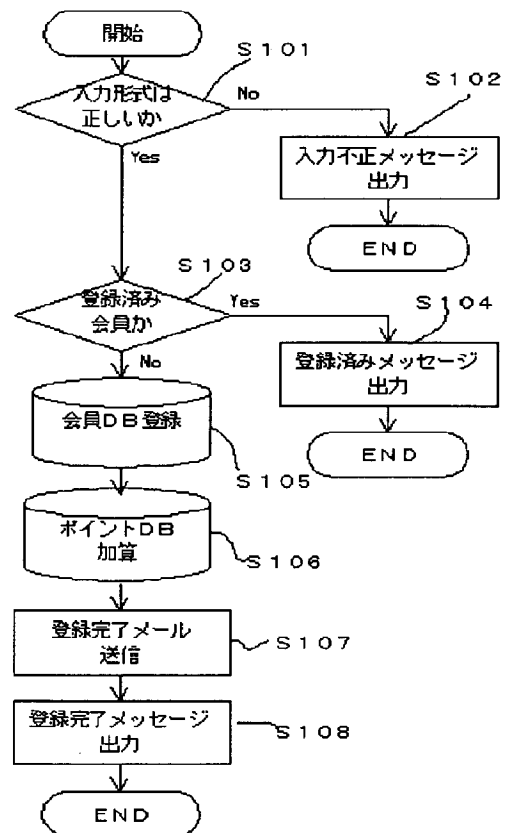 開始
S101
入力形式は
正しいか
No
S102
Yes
入力不正メッセージ
出力
END
S103
登録済み
会員か
Yes
S104
No
登録済みメッセージ
出力
END
会員DB登録
S105
ポイントDB
加算
S106
登録完了メール
送信
S107
登録完了メッセージ
出力
S108
END